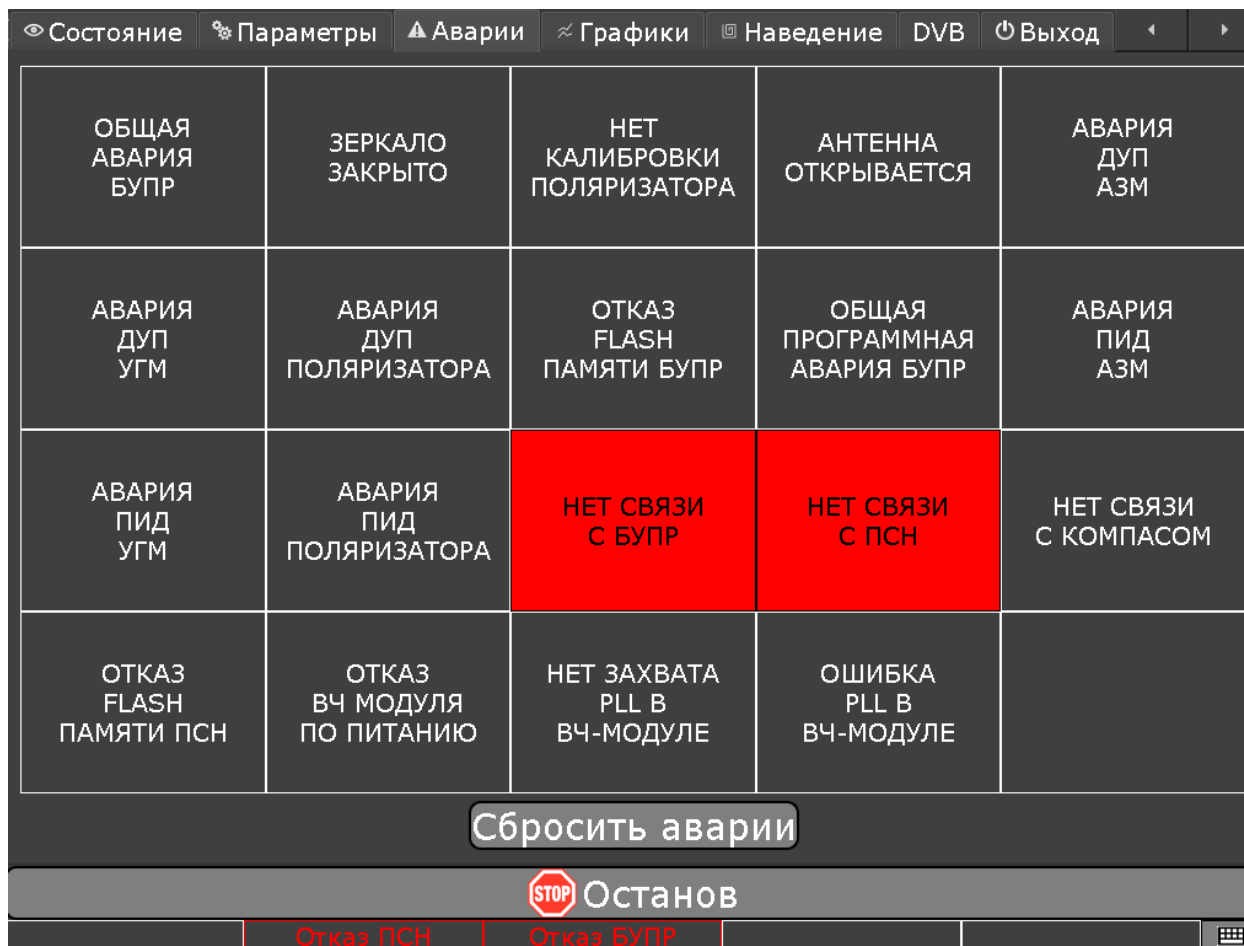 Состояние Параметры Аварии Графики Наведение DVB Выход
ОБЩАЯ
АВАРИЯ
БУПР
ЗЕРКАЛО
ЗАКРЫТО
НЕТ
КАЛИБРОВКИ
ПОЛЯРИЗАТОРА
АНТЕННА
ОТКРЫВАЕТСЯ
АВАРИЯ
ДУП
АЗМ
АВАРИЯ
ДУП
УГМ
АВАРИЯ
ДУП
ПОЛЯРИЗАТОРА
ОТКАЗ
FLASH
ПАМЯТИ БУПР
ОБЩАЯ
ПРОГРАММНАЯ
АВАРИЯ БУПР
АВАРИЯ
ПИД
АЗМ
АВАРИЯ
ПИД
УГМ
АВАРИЯ
ПИД
ПОЛЯРИЗАТОРА
НЕТ СВЯЗИ
С БУПР
НЕТ СВЯЗИ
С ПСН
НЕТ СВЯЗИ
С КОМПАСОМ
ОТКАЗ
FLASH
ПАМЯТИ ПСН
ОТКАЗ
ВЧ МОДУЛЯ
ПО ПИТАНИЮ
НЕТ ЗАХВАТА
PLL В
ВЧ-МОДУЛЕ
ОШИБКА
PLL В
ВЧ-МОДУЛЕ
Сбросить аварии
STOP Останов
Отказ ПСН Отказ БУПР